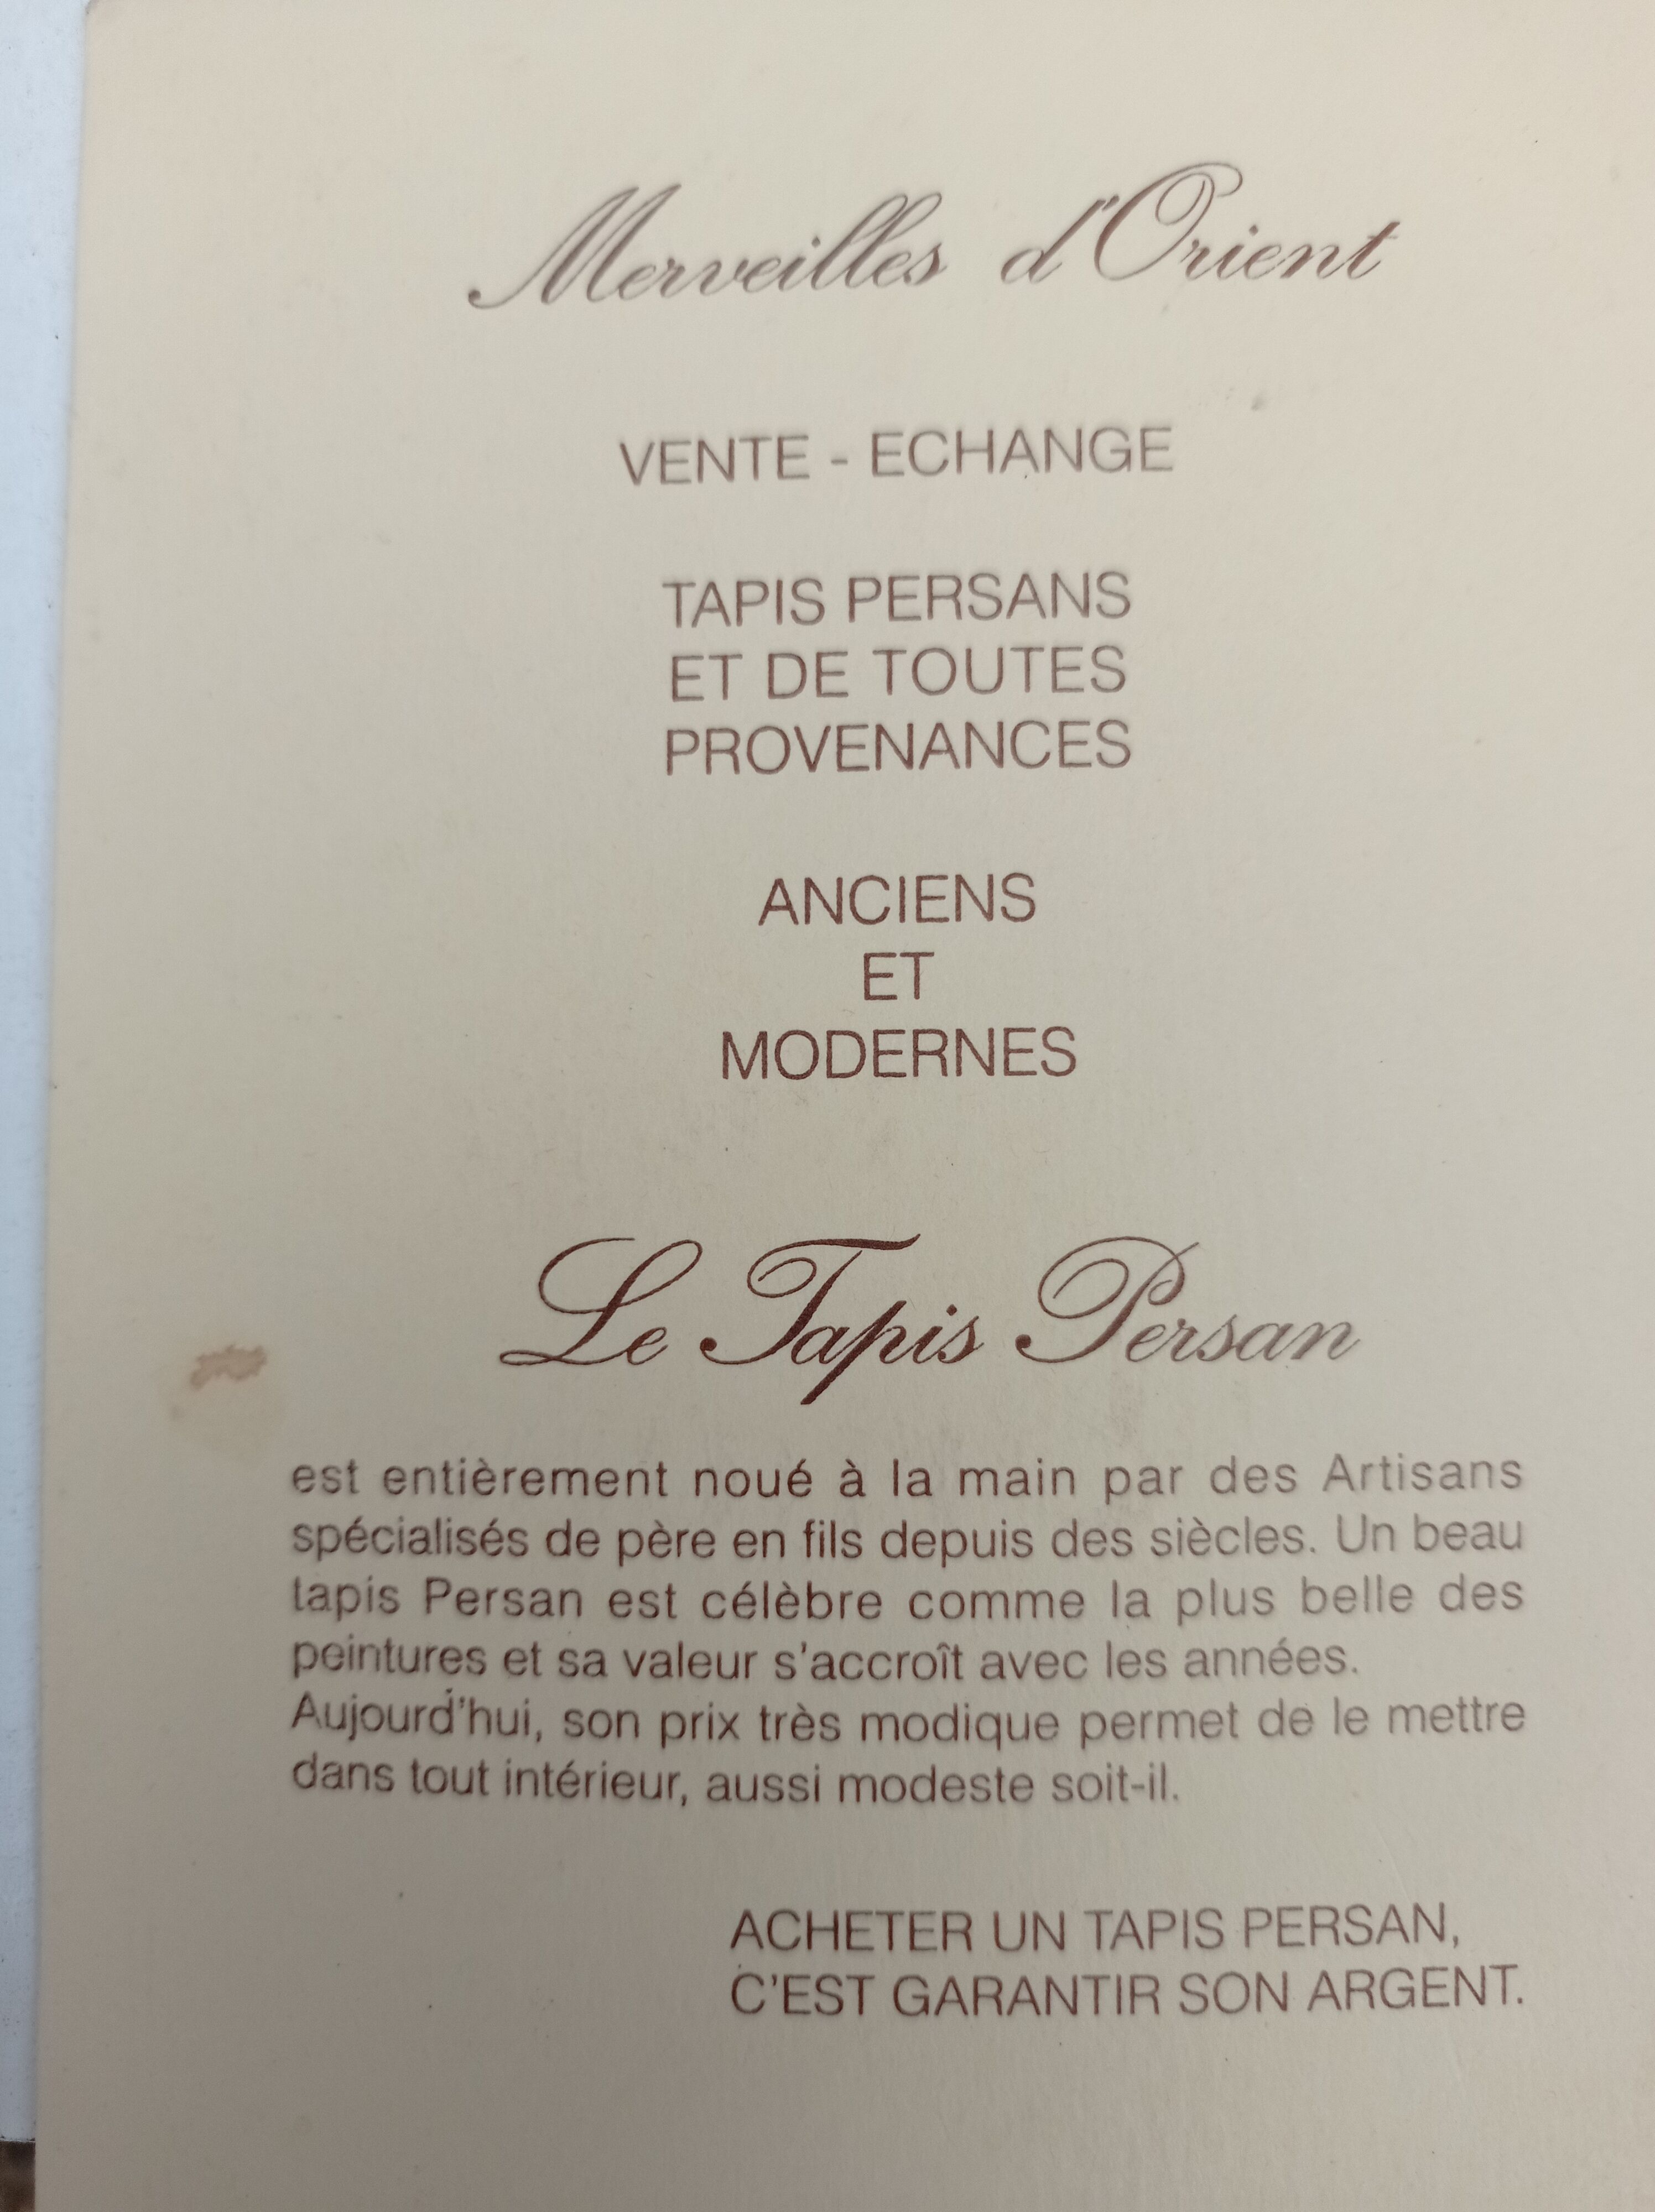 Merveilles d'Orient
VENTE - ECHANGE
TAPIS PERSANS
ET DE TOUTES
PROVENANCES
ANCIENS
ET
MODERNES
Le Tapis Persan
est entièrement noué à la main par des Artisans
spécialisés de père en fils depuis des siècles. Un beau
tapis Persan est célèbre comme la plus belle des
peintures et sa valeur s'accroît avec les années.
Aujourd'hui, son prix très modique permet de le mettre
dans tout intérieur, aussi modeste soit-il.
ACHETER UN TAPIS PERSAN,
C'EST GARANTIR SON ARGENT.